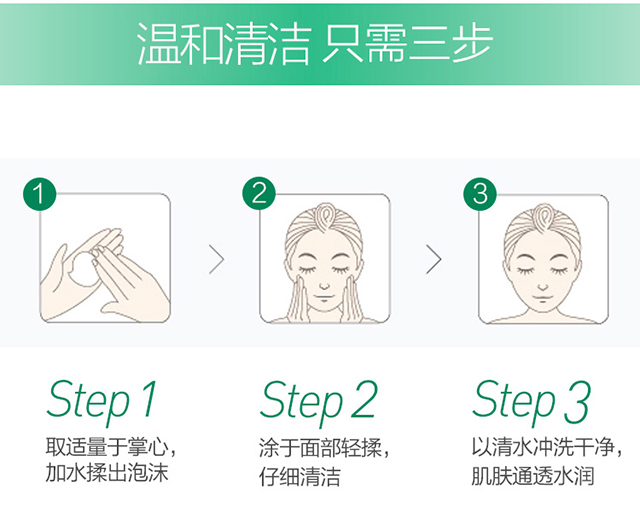 温和清洁 只需三步
1
2
3
Step 1
取适量于掌心,
加水揉出泡沫
Step 2
涂于面部轻揉,
仔细清洁
Step 3
以清水冲洗干净,
肌肤通透水润